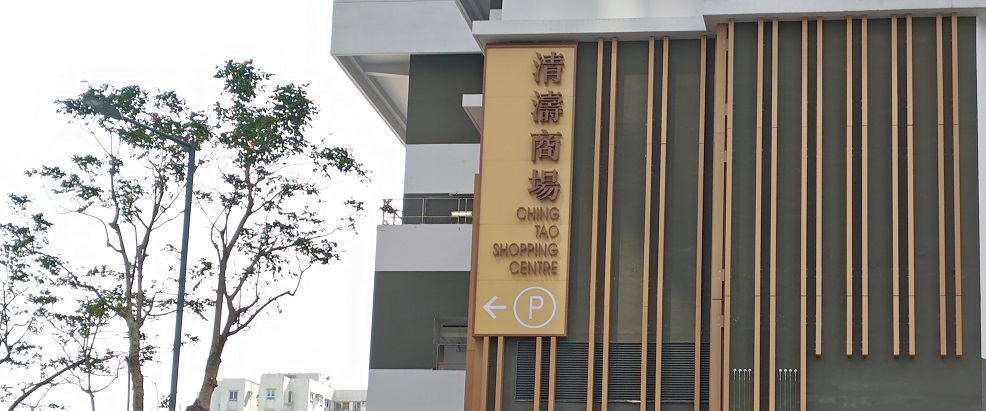 清濤商場
CHING
TAO
SHOPPING
CENTRE
P